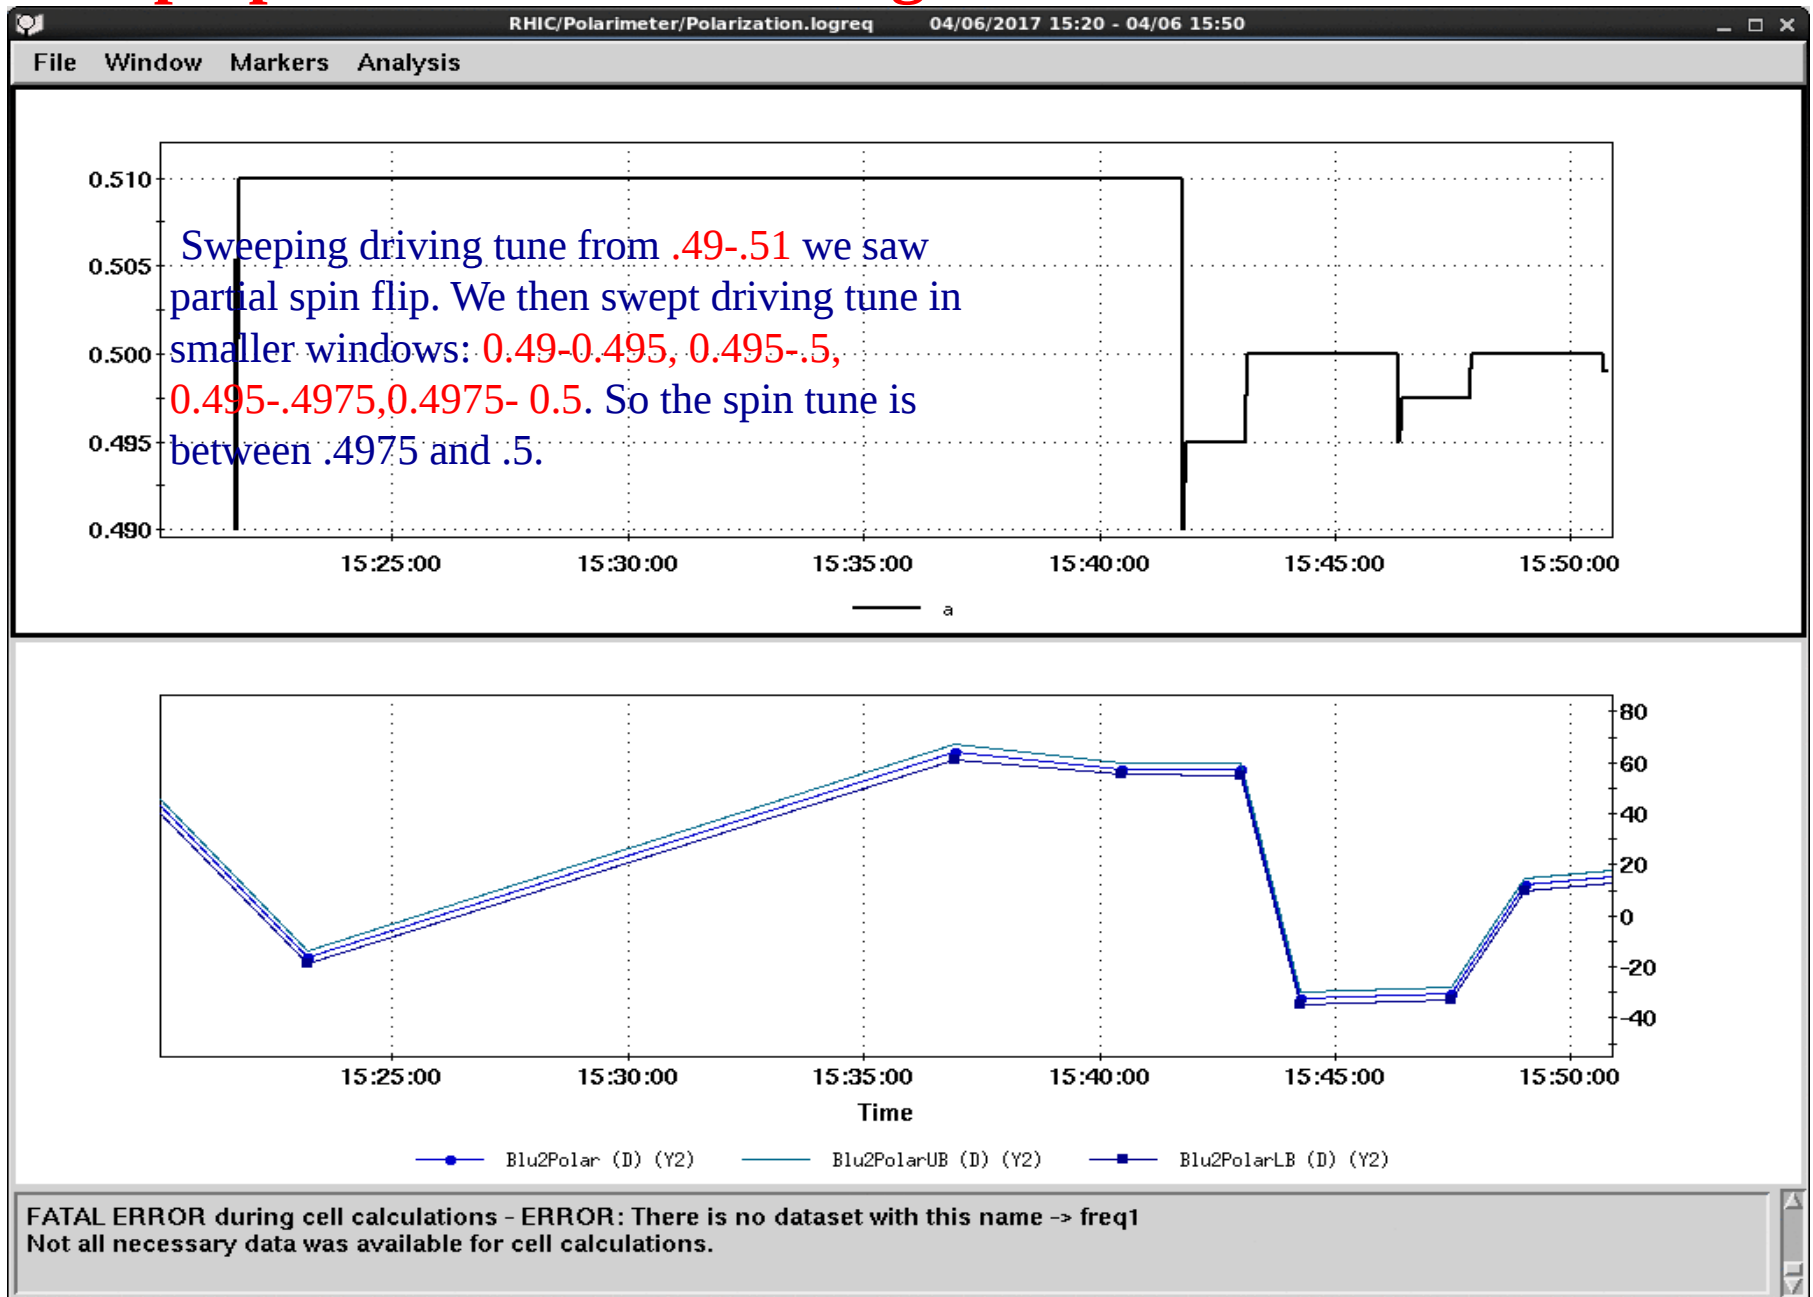 RHIC/Polarimeter/Polarization.logreq 04/06/2017 15:20 - 04/06 15:50
File Window Markers Analysis
0.510
0.505
0.500
0.495
0.490
Sweeping driving tune from .49-.51 we saw
partial spin flip. We then swept driving tune in
smaller windows: 0.49-0.495, 0.495-.5,
0.495-.4975,0.4975- 0.5. So the spin tune is
between .4975 and .5.
15:25:00 15:30:00 15:35:00 15:40:00 15:45:00 15:50:00
a
80
60
40
20
0
-20
-40
15:25:00 15:30:00 15:35:00 15:40:00 15:45:00 15:50:00
Time
Blu2Polar (D) (Y2) Blu2PolarUB (D) (Y2) Blu2PolarLB (D) (Y2)
FATAL ERROR during cell calculations - ERROR: There is no dataset with this name -> freq1
Not all necessary data was available for cell calculations.